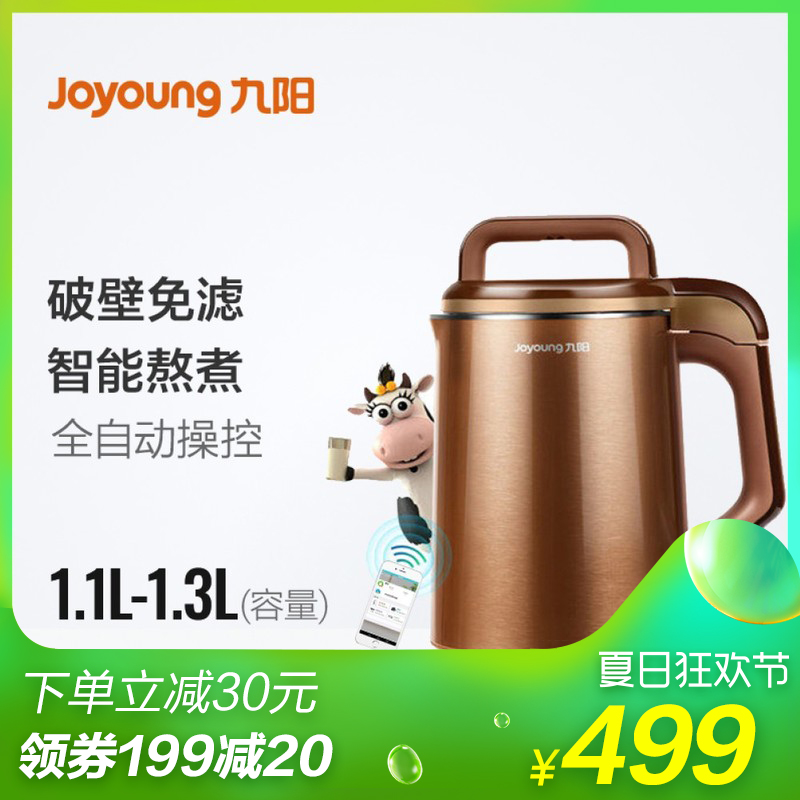 Joyoung 九阳
破壁免滤
智能熬煮
全自动操控
Joyoung 九阳
1.1L-1.3L(容量)
下单立减30元
领券199减20
夏日狂欢节
¥499